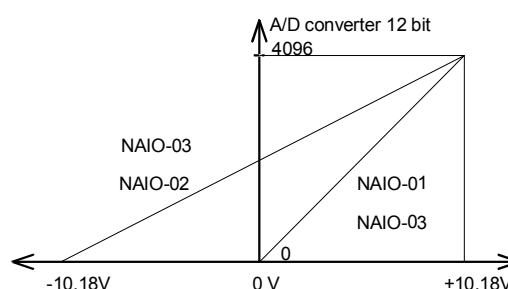 A/D converter 12 bit
4096
NAIO-03
NAIO-02
NAIO-01
NAIO-03
0
-10.18V
0 V
+10.18V